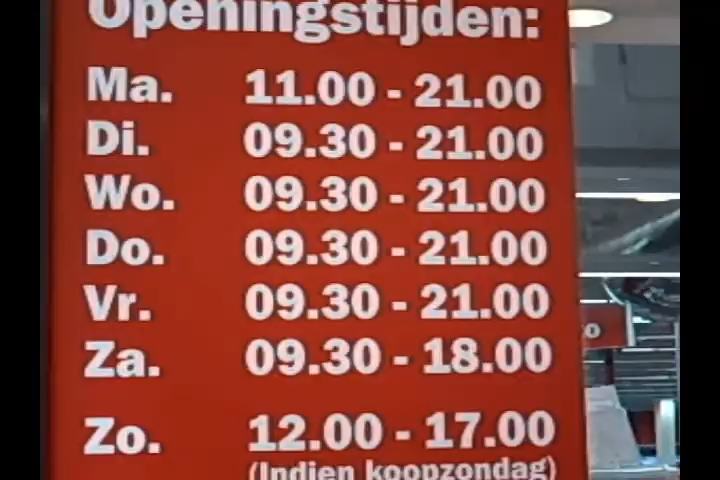 Openingstijden:
Ma. 11.00 - 21.00
Di. 09.30 - 21.00
Wo. 09.30 - 21.00
Do. 09.30 - 21.00
Vr. 09.30 - 21.00
Za. 09.30 - 18.00
Zo. 12.00 - 17.00
(Indien koopzondag)